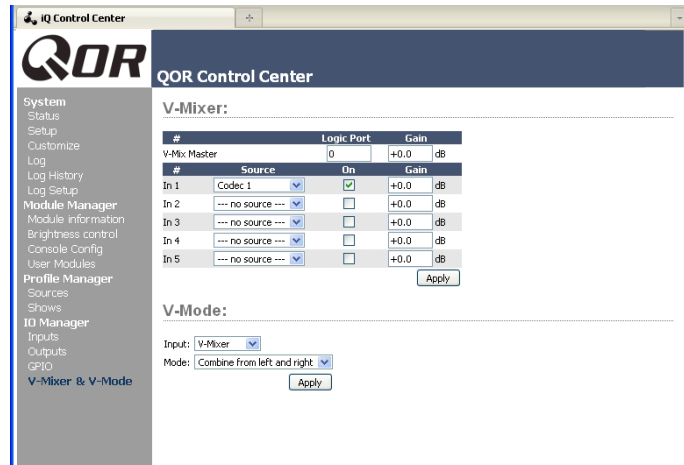 iQ Control Center
QOR
QOR Control Center
System
Status
Setup
Customize
Log
Log History
Log Setup
Module Manager
Module information
Brightness control
Console Config
User Modules
Profile Manager
Sources
Shows
IO Manager
Inputs
Outputs
GPIO
V-Mixer & V-Mode
V-Mixer:
# Logic Port Gain
V-Mix Master 0 +0.0 dB
# Source On Gain
In 1 Codec 1 +0.0 dB
In 2 --- no source --- +0.0 dB
In 3 --- no source --- +0.0 dB
In 4 --- no source --- +0.0 dB
In 5 --- no source --- +0.0 dB
Apply
V-Mode:
Input: V-Mixer
Mode: Combine from left and right
Apply